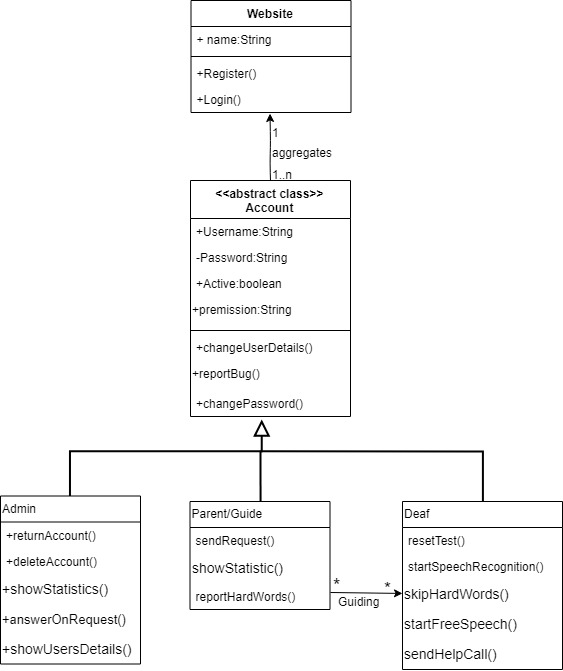 Website
+ name:String
+Register()
+Login()
1
aggregates
1..n
<<abstract class>>
Account
+Username:String
-Password:String
+Active:boolean
+premission:String
+changeUserDetails()
+reportBug()
+changePassword()
Admin
+returnAccount()
+deleteAccount()
+showStatistics()
+answerOnRequest()
+showUsersDetails()
Parent/Guide
sendRequest()
showStatistic()
reportHardWords()
* *
Guiding
Deaf
resetTest()
startSpeechRecognition()
skipHardWords()
startFreeSpeech()
sendHelpCall()